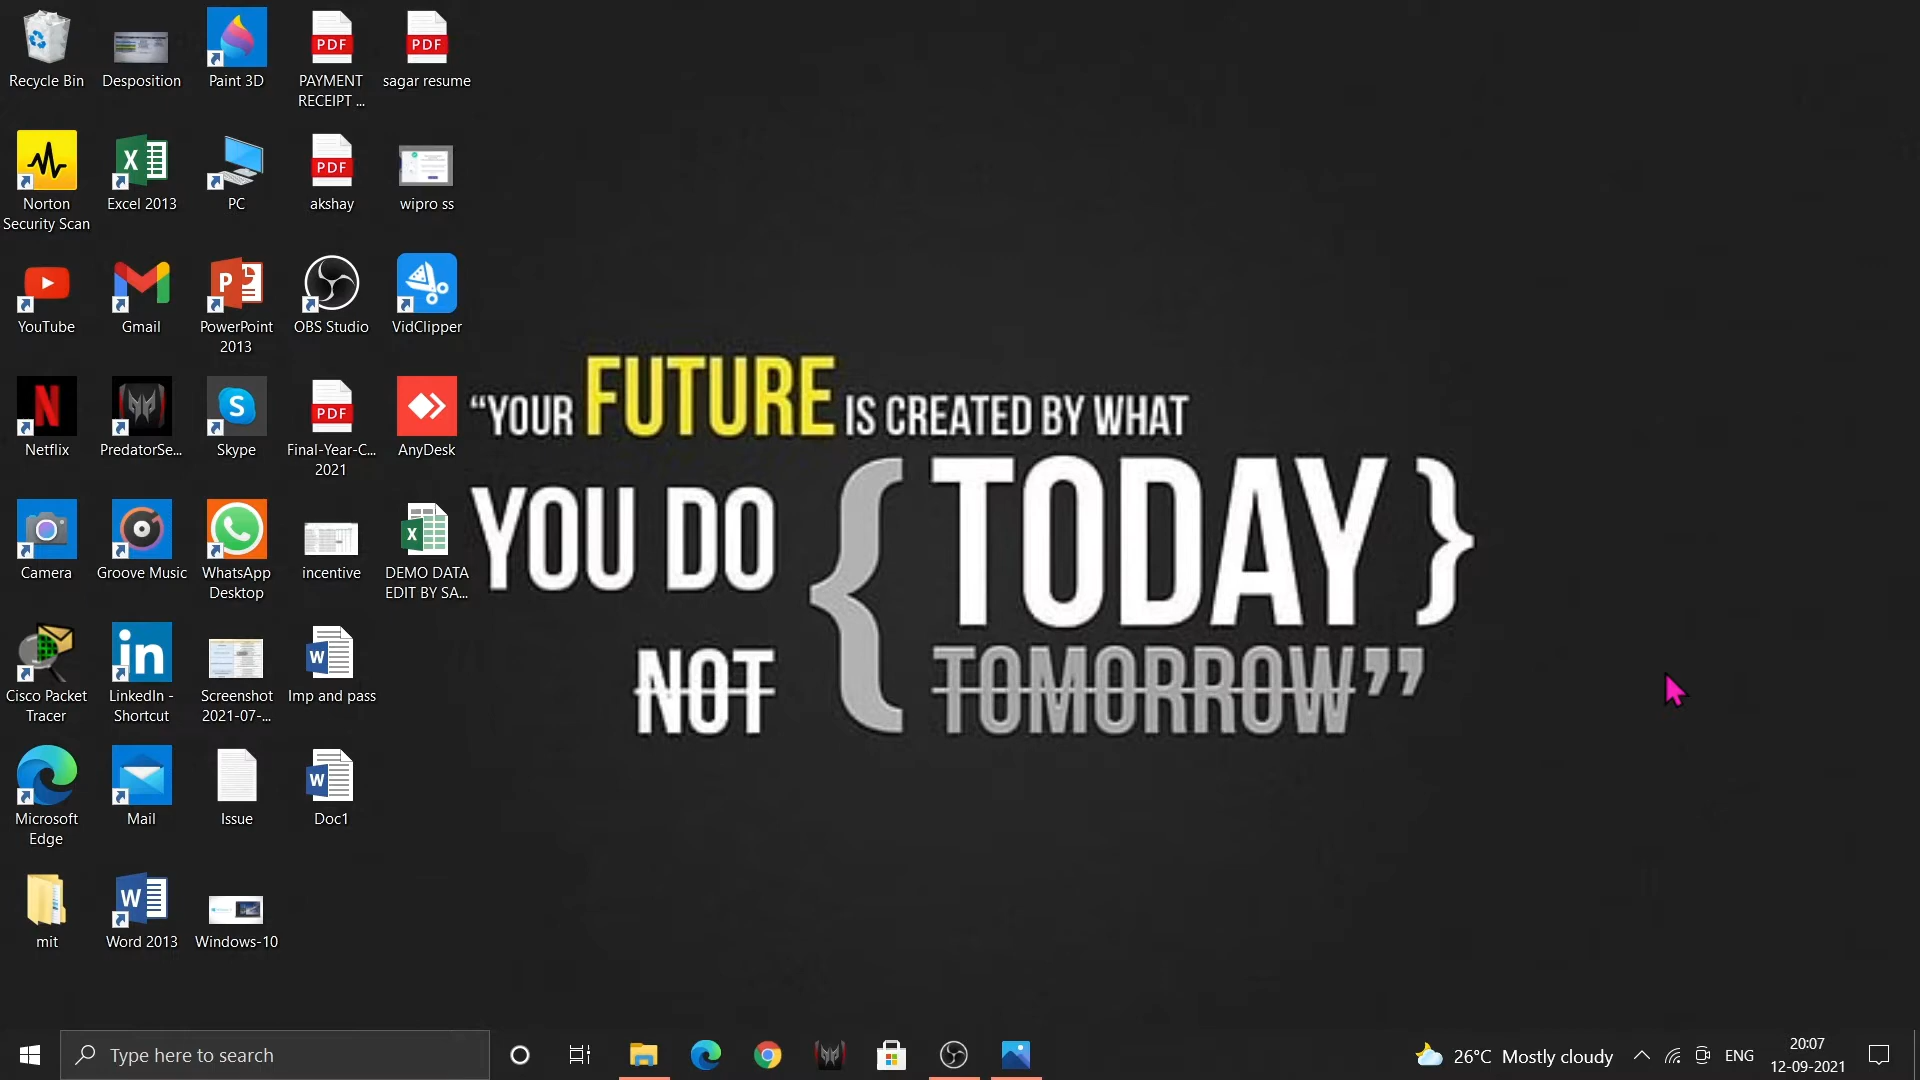 Recycle Bin
Desposition
Paint 3D
PAYMENT
RECEIPT ...
sagar resume
Norton
Security Scan
Excel 2013
PC
akshay
wipro ss
YouTube
Gmail
PowerPoint
2013
OBS Studio
VidClipper
Netflix
PredatorSe...
Skype
Final-Year-C...
2021
AnyDesk
Camera
Groove Music
WhatsApp
Desktop
incentive
DEMO DATA
EDIT BY SA...
Cisco Packet
Tracer
LinkedIn -
Shortcut
Screenshot
2021-07-...
Imp and pass
Microsoft
Edge
Mail
Issue
Doc1
mit
Word 2013
Windows-10
“YOUR FUTURE IS CREATED BY WHAT
YOU DO { TODAY }
NOT TOMORROW”
Type here to search
26°C Mostly cloudy
ENG
20:07
12-09-2021